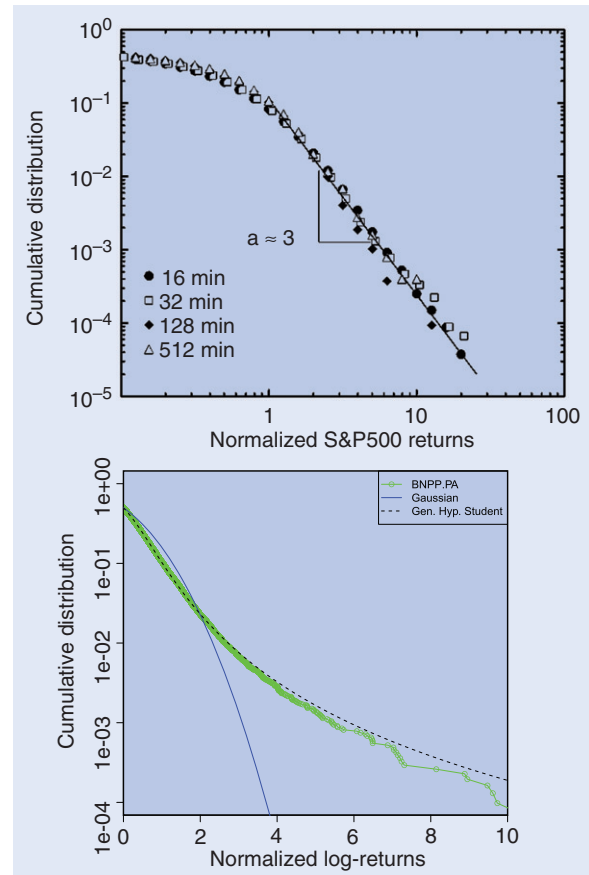 10^0
10^-1
10^-2
10^-3
10^-4
10^-5
Cumulative distribution
a ≈ 3
16 min
32 min
128 min
512 min
1
10
100
Normalized S&P500 returns
1e+00
1e-01
1e-02
1e-03
1e-04
Cumulative distribution
BNPP.PA
Gaussian
Gen. Hyp. Student
0
2
4
6
8
10
Normalized log-returns